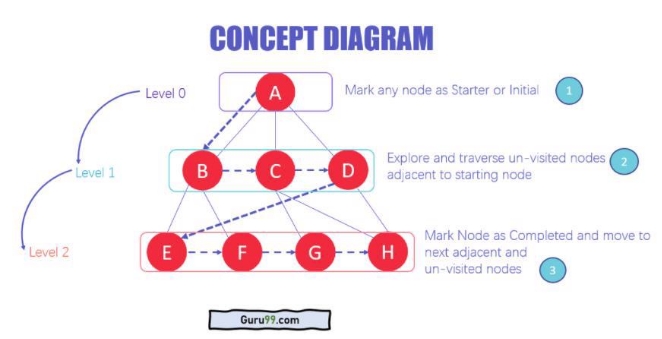 CONCEPT DIAGRAM
Level 0
A
Mark any node as Starter or Initial
1
Level 1
B
C
D
Explore and traverse un-visited nodes
adjacent to starting node
2
Level 2
E
F
G
H
Mark Node as Completed and move to
next adjacent and
un-visited nodes
3
Guru99.com